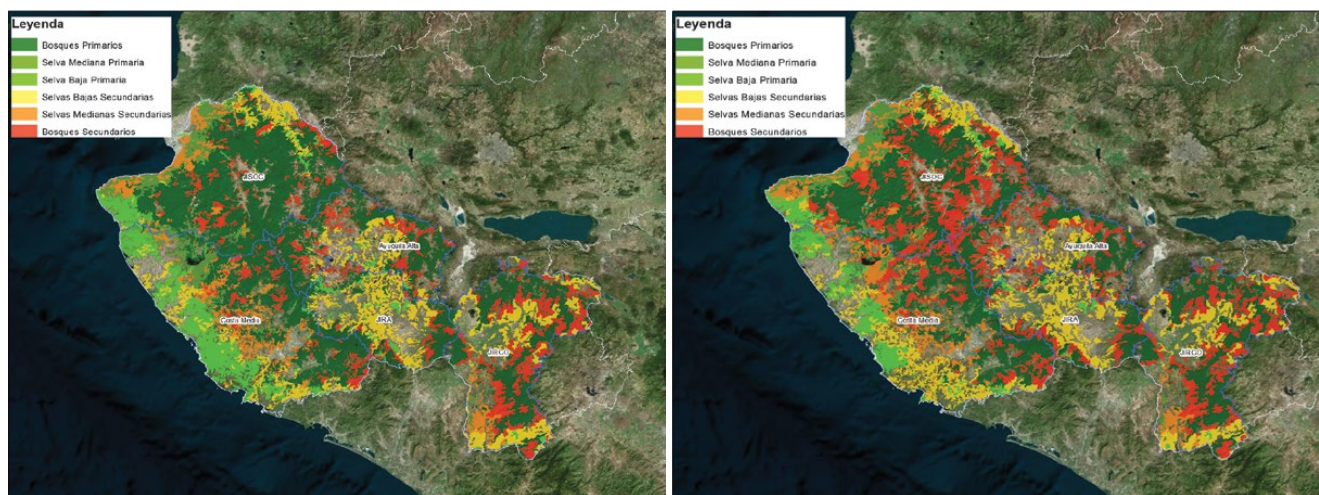 Leyenda
Bosques Primarios
Selva Mediana Primaria
Selva Baja Primaria
Selvas Bajas Secundarias
Selvas Medianas Secundarias
Bosques Secundarios
JISOC
Ayuquila Alta
Costa Media
JIRA
JIRCO
Leyenda
Bosques Primarios
Selva Mediana Primaria
Selva Baja Primaria
Selvas Bajas Secundarias
Selvas Medianas Secundarias
Bosques Secundarios
JISOC
Ayuquila Alta
Costa Media
JIRA
JIRCO